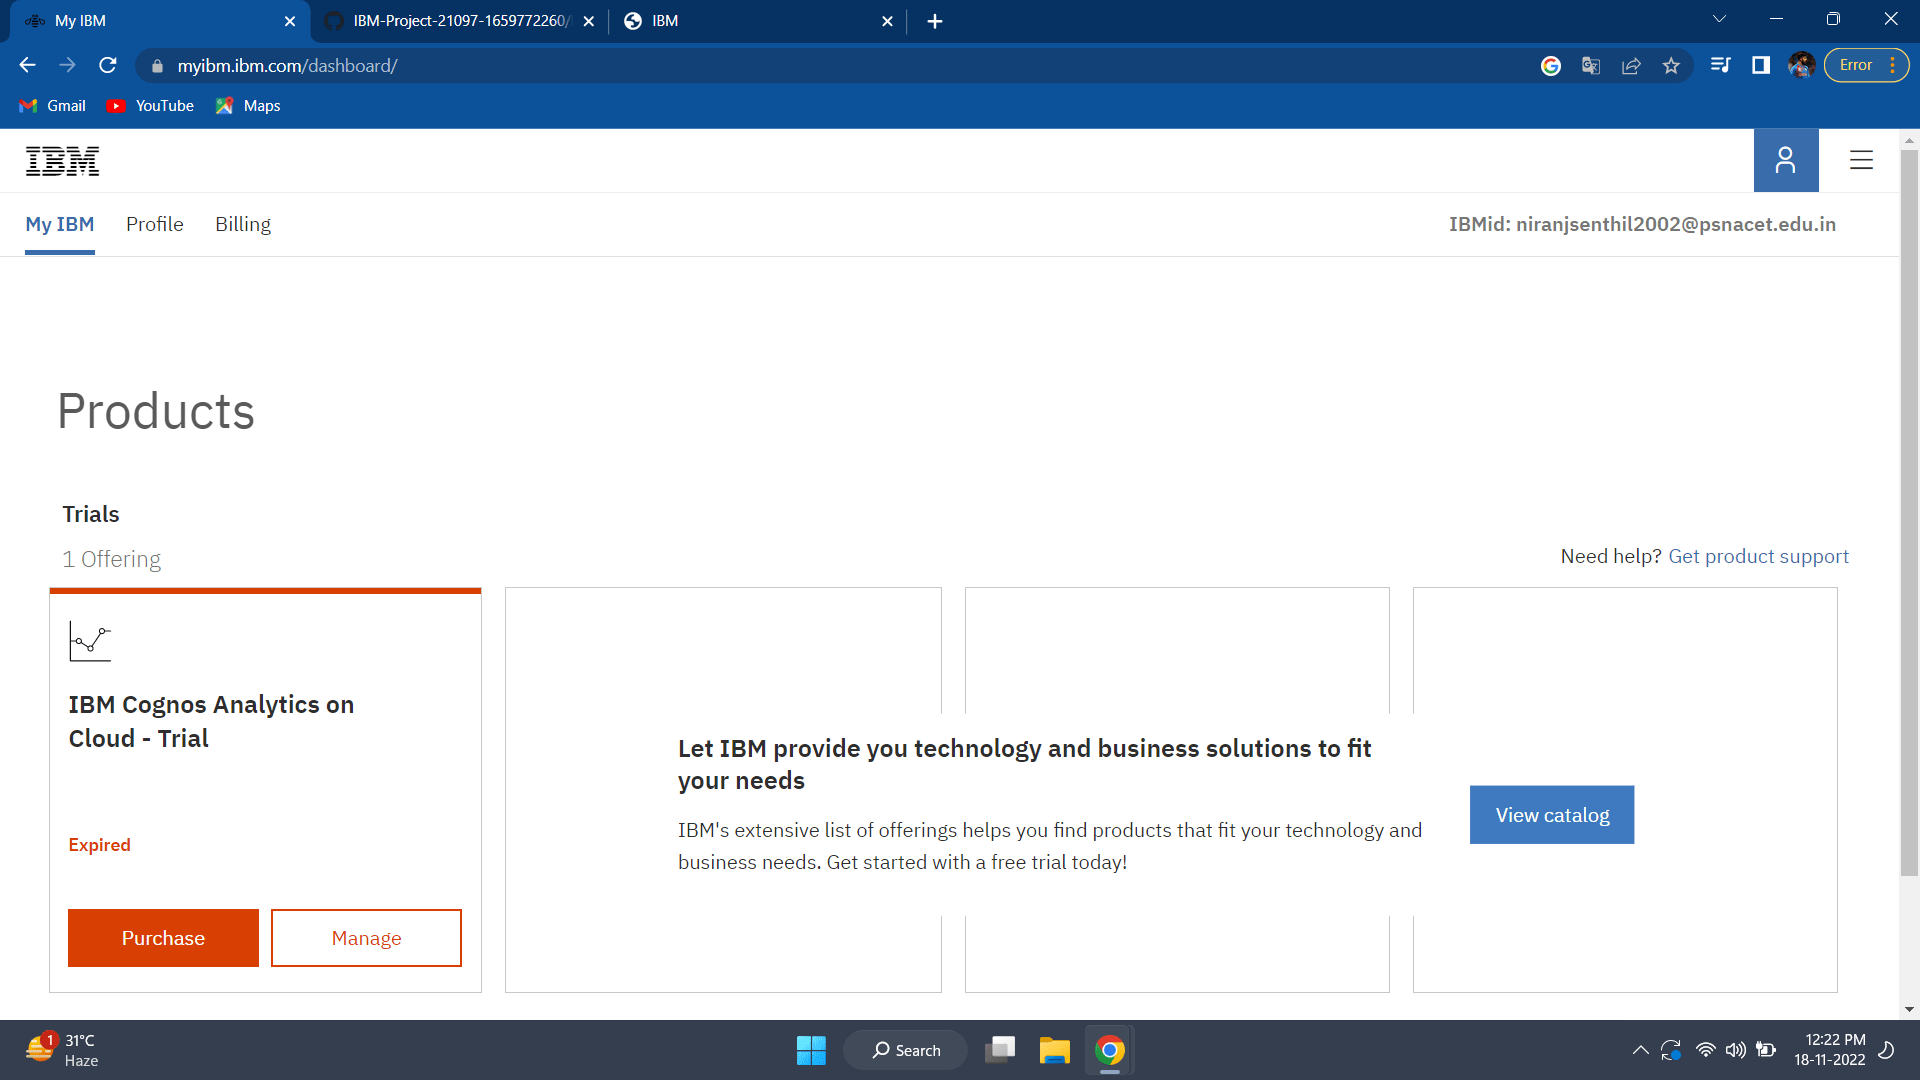 My IBM
IBM-Project-21097-1659772260/
IBM
myibm.ibm.com/dashboard/
Error
Gmail
YouTube
Maps
IBM
My IBM
Profile
Billing
IBMid: niranjsenthil2002@psnacet.edu.in
Products
Trials
1 Offering
Need help? Get product support
IBM Cognos Analytics on
Cloud - Trial
Expired
Purchase
Manage
Let IBM provide you technology and business solutions to fit
your needs
IBM's extensive list of offerings helps you find products that fit your technology and
business needs. Get started with a free trial today!
View catalog
1
31°C
Haze
Search
12:22 PM
18-11-2022